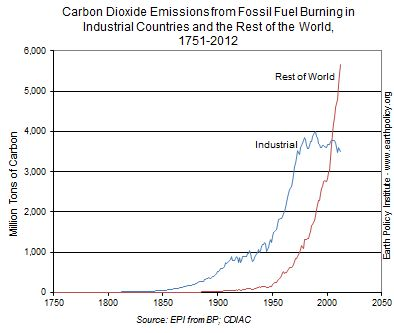 Carbon Dioxide Emissions from Fossil Fuel Burning in
Industrial Countries and the Rest of the World,
1751-2012
6,000
5,000
4,000
3,000
2,000
1,000
0
Million Tons of Carbon
Rest of World
Industrial
Earth Policy Institute - www.earthpolicy.org
1750
1800
1850
1900
1950
2000
2050
Source: EPI from BP; CDIAC